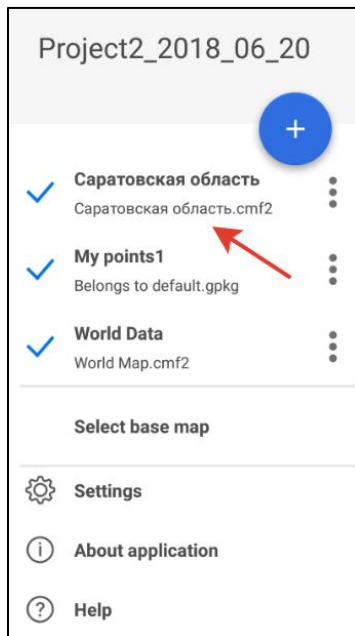 Project2_2018_06_20
+
Саратовская область
Саратовская область.cmf2
My points1
Belongs to default.gpkg
World Data
World Map.cmf2
Select base map
Settings
About application
Help